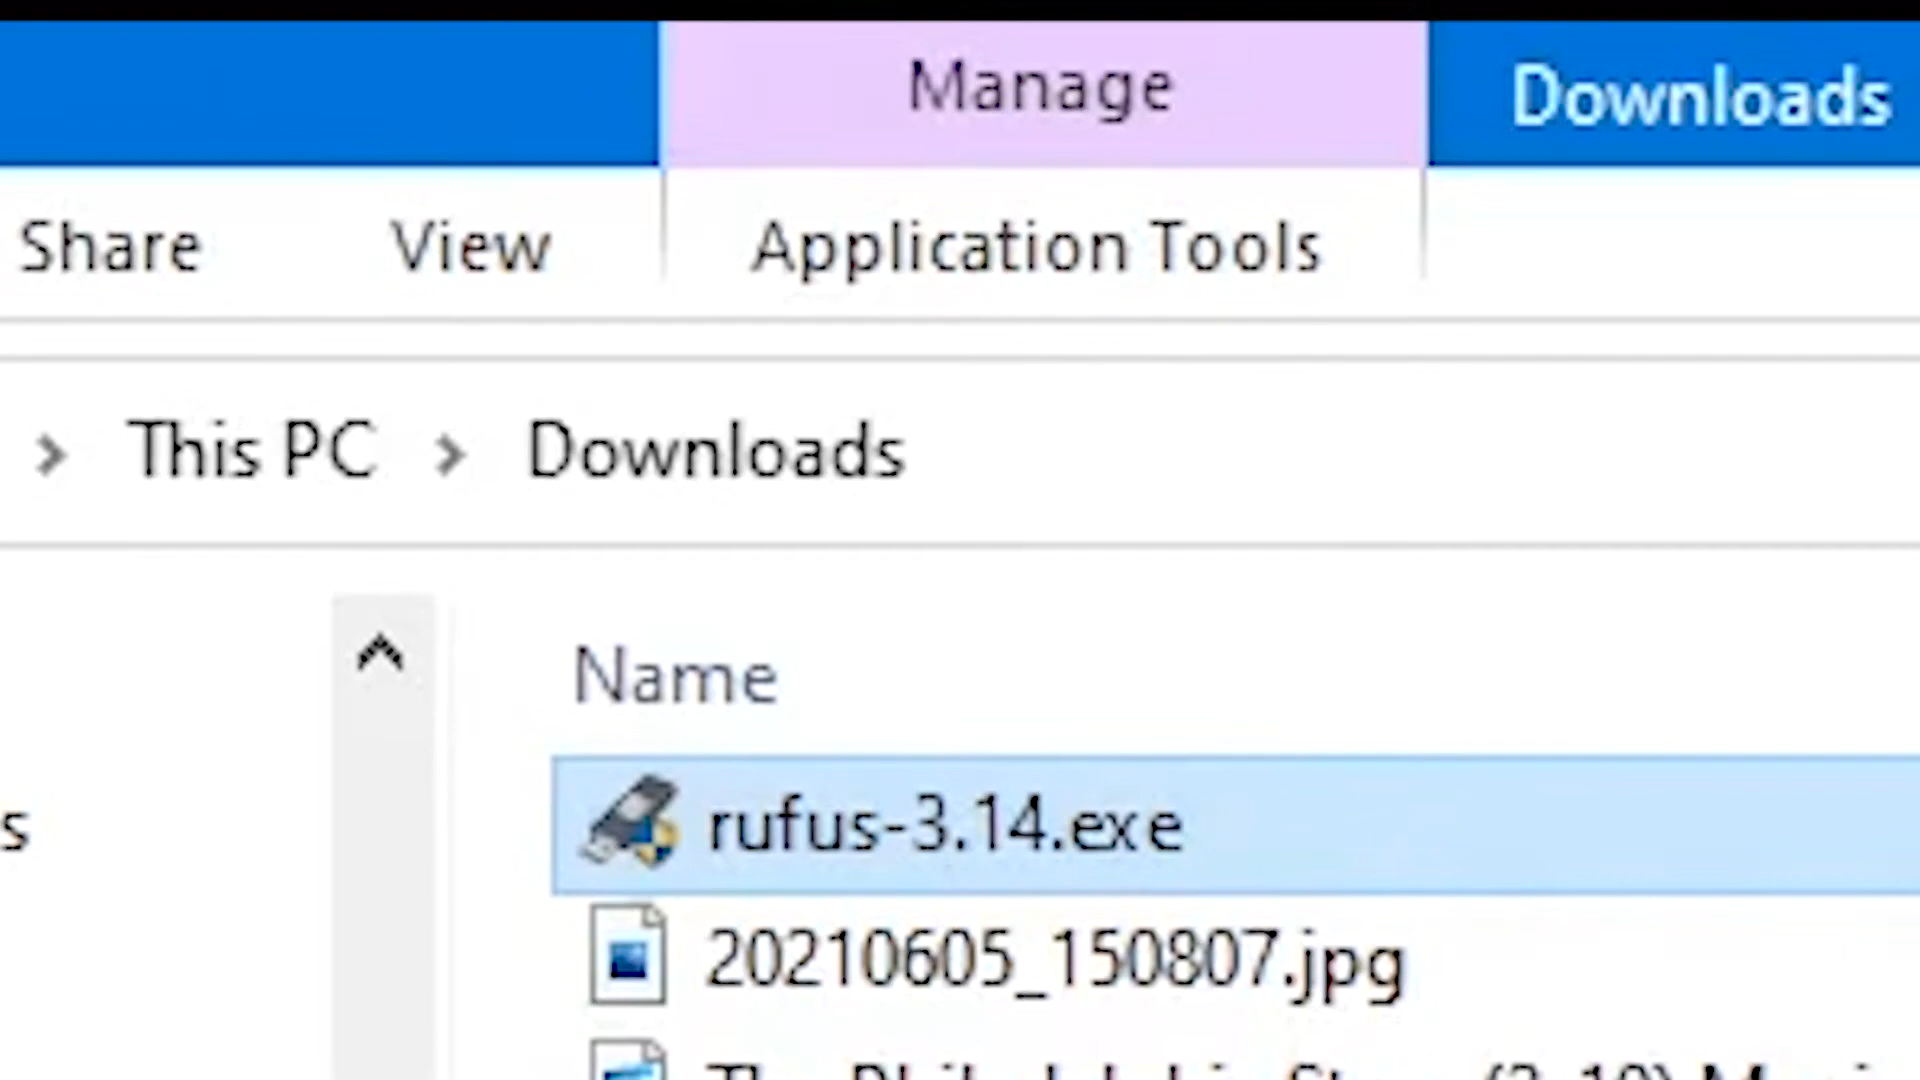 Manage Downloads
Share View Application Tools
This PC Downloads
Name
s
rufus-3.14.exe
20210605_150807.jpg